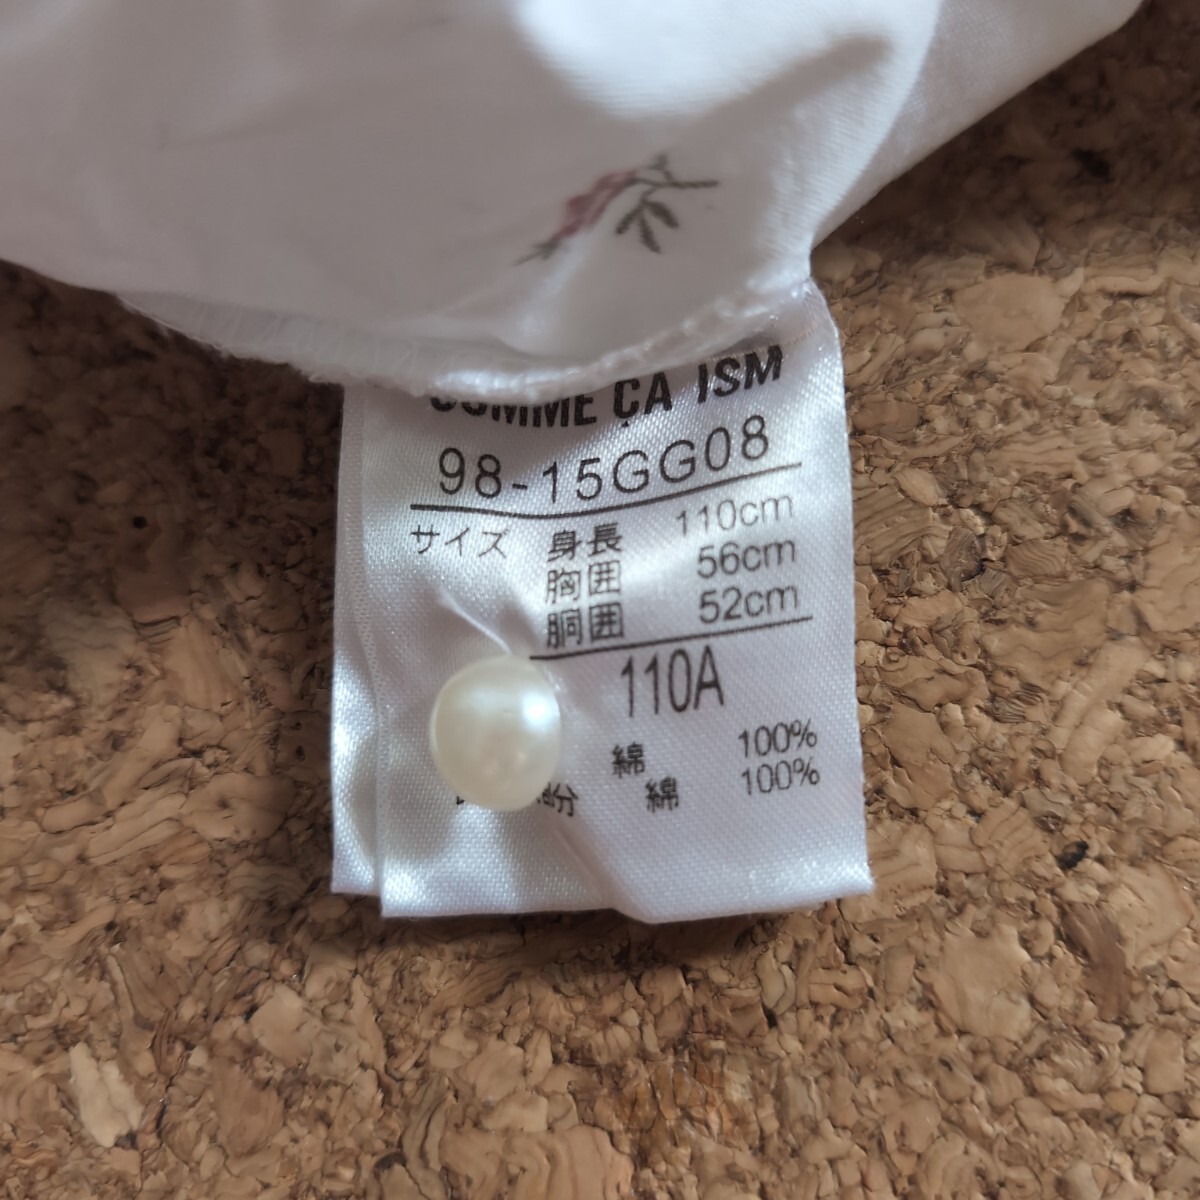 COMME ÇA ISM
98-15GG08
サイズ 身長 110cm
胸囲 56cm
胴囲 52cm
110A
綿 100%
分 綿 100%